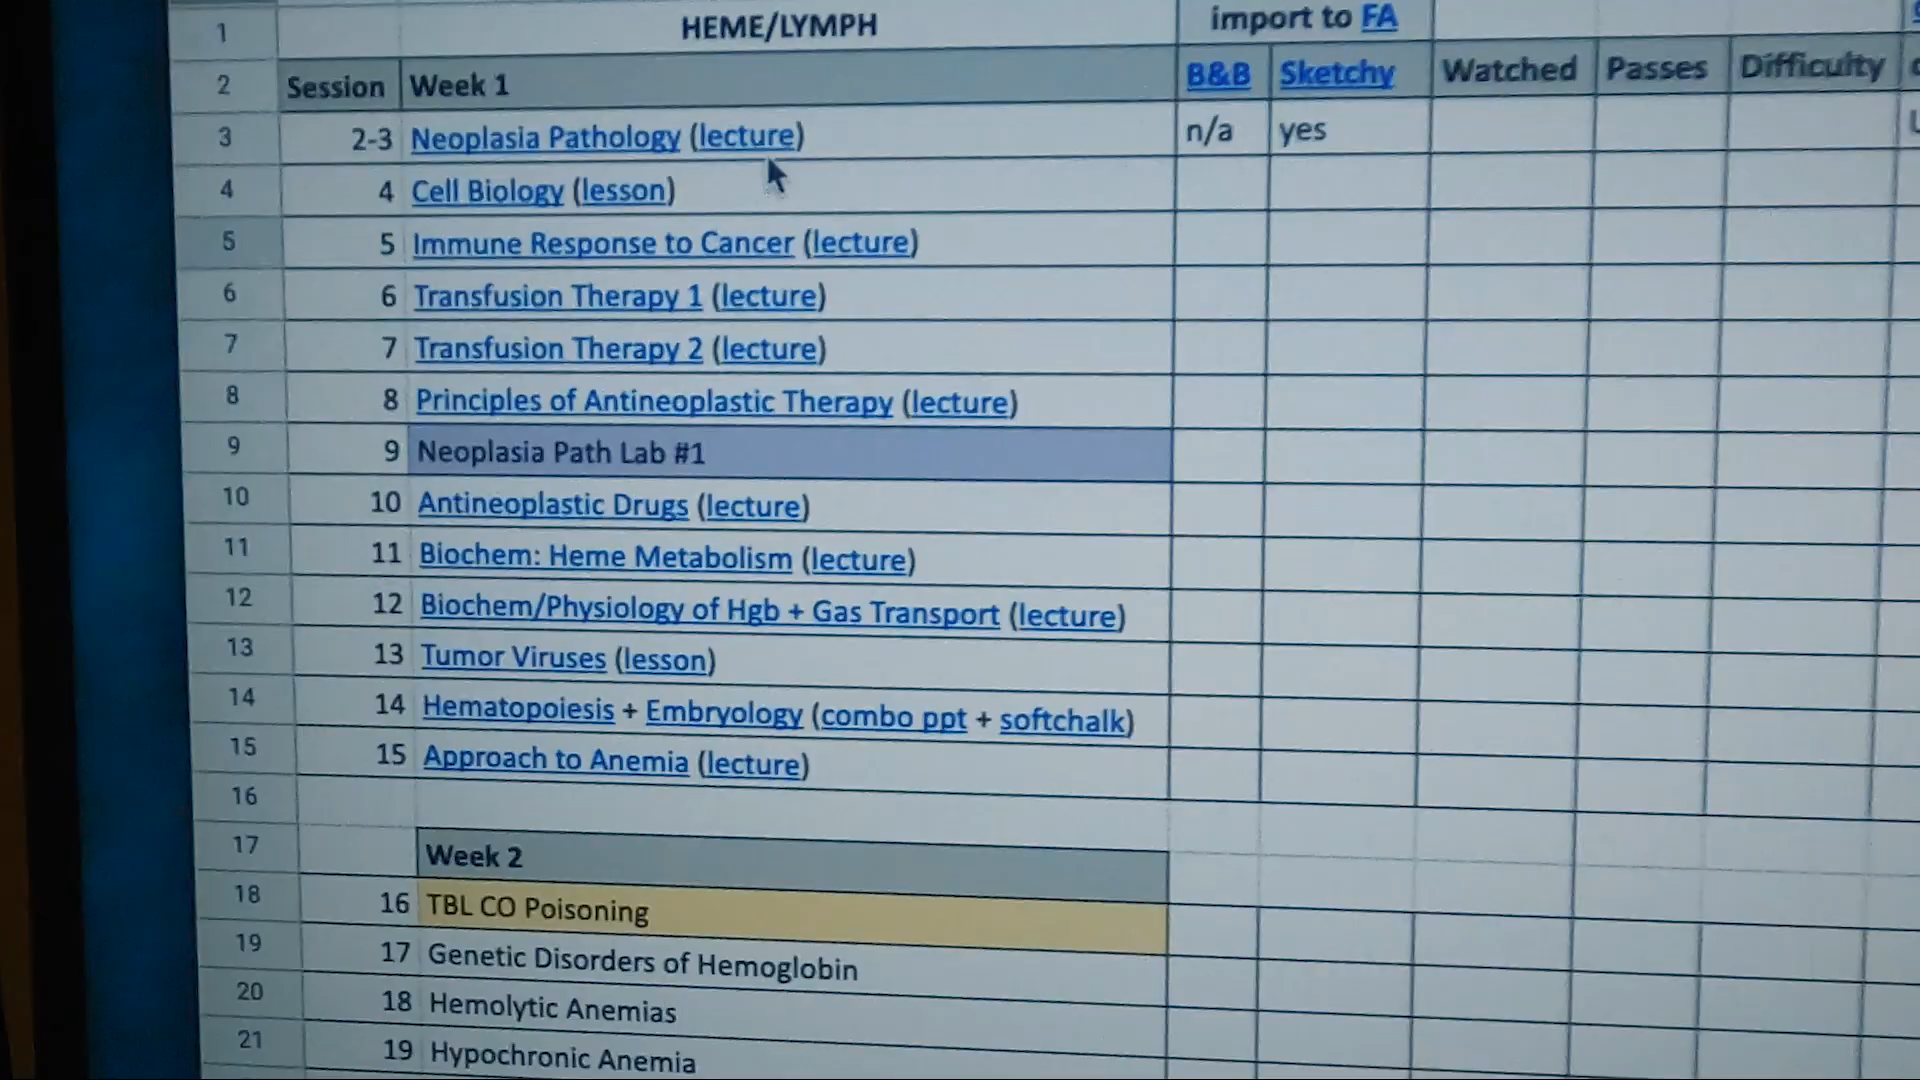 1 HEME/LYMPH import to FA
2 Session Week 1 B&B Sketchy Watched Passes Difficulty
3 2-3 Neoplasia Pathology (lecture) n/a yes
4 4 Cell Biology (lesson)
5 5 Immune Response to Cancer (lecture)
6 6 Transfusion Therapy 1 (lecture)
7 7 Transfusion Therapy 2 (lecture)
8 8 Principles of Antineoplastic Therapy (lecture)
9 9 Neoplasia Path Lab #1
10 10 Antineoplastic Drugs (lecture)
11 11 Biochem: Heme Metabolism (lecture)
12 12 Biochem/Physiology of Hgb + Gas Transport (lecture)
13 13 Tumor Viruses (lesson)
14 14 Hematopoiesis + Embryology (combo ppt + softchalk)
15 15 Approach to Anemia (lecture)
16
17 Week 2
18 16 TBL CO Poisoning
19 17 Genetic Disorders of Hemoglobin
20 18 Hemolytic Anemias
21 19 Hypochronic Anemia